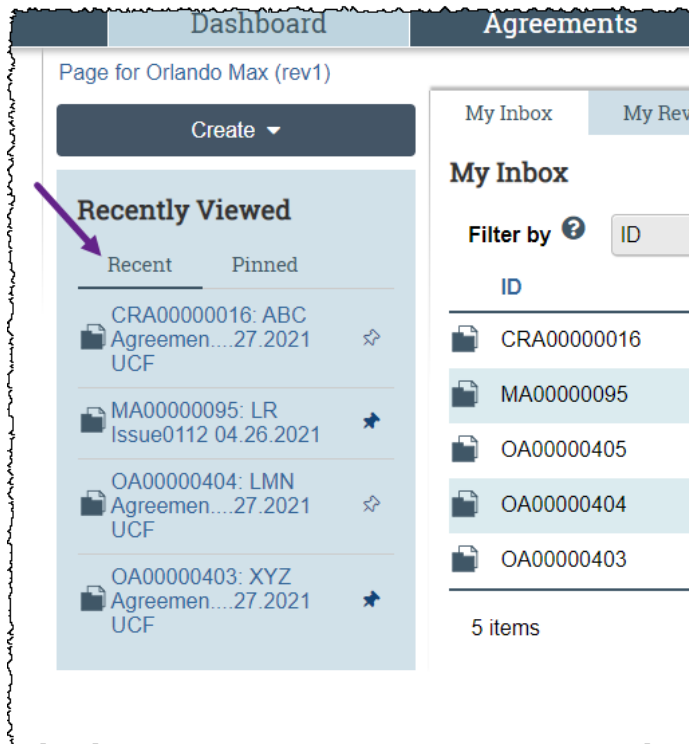 Dashboard
Agreements
Page for Orlando Max (rev1)
Create
Recently Viewed
Recent
Pinned
CRA00000016: ABC
Agreemen....27.2021
UCF
MA00000095: LR
Issue0112 04.26.2021
OA00000404: LMN
Agreemen....27.2021
UCF
OA00000403: XYZ
Agreemen....27.2021
UCF
My Inbox
My Rev
My Inbox
Filter by ?
ID
ID
CRA00000016
MA00000095
OA00000405
OA00000404
OA00000403
5 items